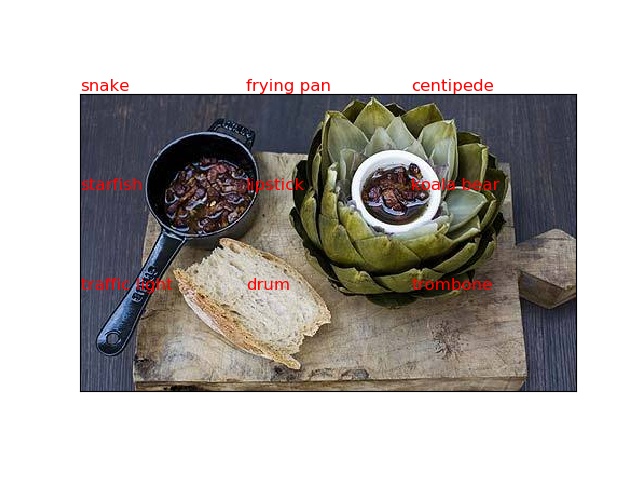 snake frying pan centipede
starfish lipstick koala bear
traffic light drum trombone